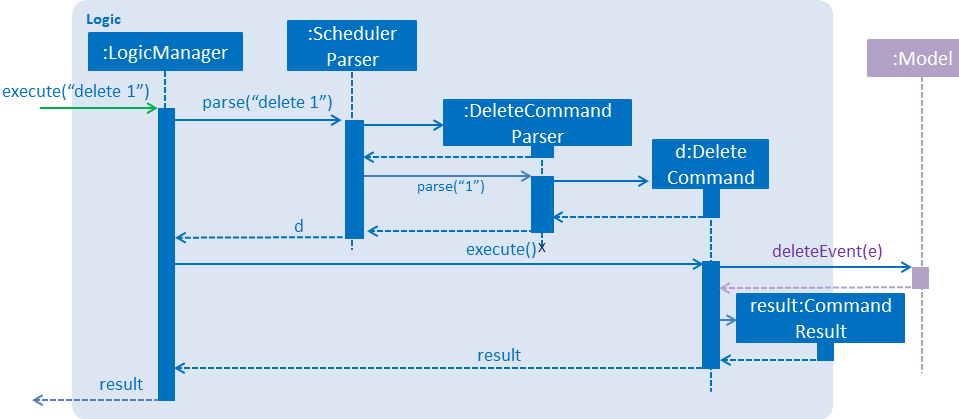 Logic
:LogicManager
:Scheduler
Parser
:Model
execute(“delete 1”)
parse(“delete 1”)
:DeleteCommand
Parser
d:Delete
Command
parse(“1”)
d
execute()
x
deleteEvent(e)
result:Command
Result
result
result